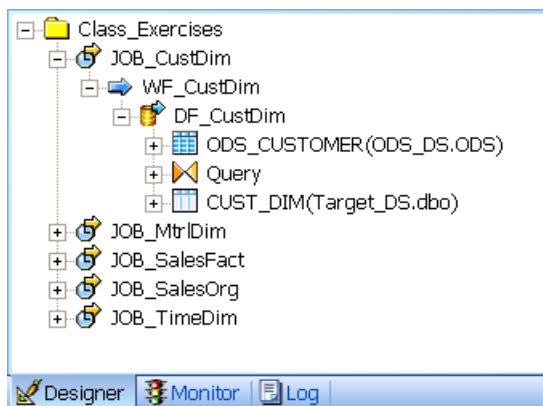 Class_Exercises
JOB_CustDim
WF_CustDim
DF_CustDim
ODS_CUSTOMER(ODS_DS.ODS)
Query
CUST_DIM(Target_DS.dbo)
JOB_MtrlDim
JOB_SalesFact
JOB_SalesOrg
JOB_TimeDim
Designer Monitor Log